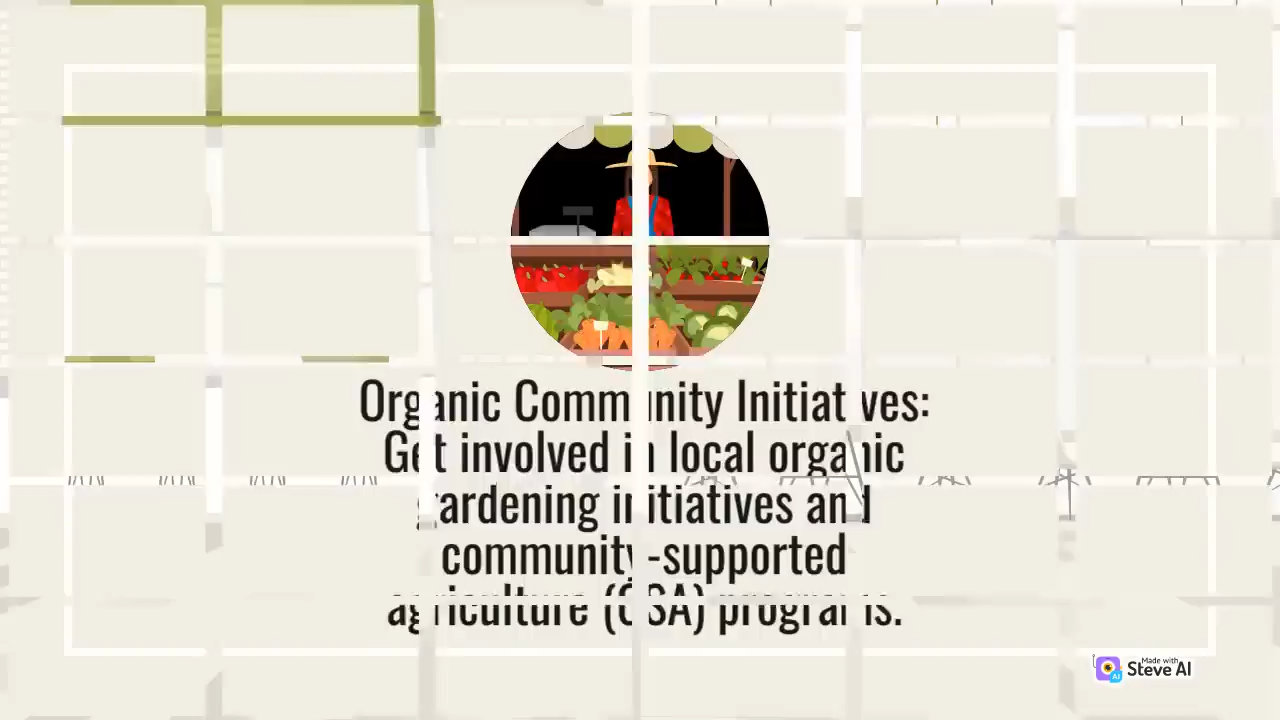 Organic Community Initiatives:
Get involved in local organic
gardening initiatives and
community-supported
agriculture (CSA) programs.
Made with
Steve AI
AI